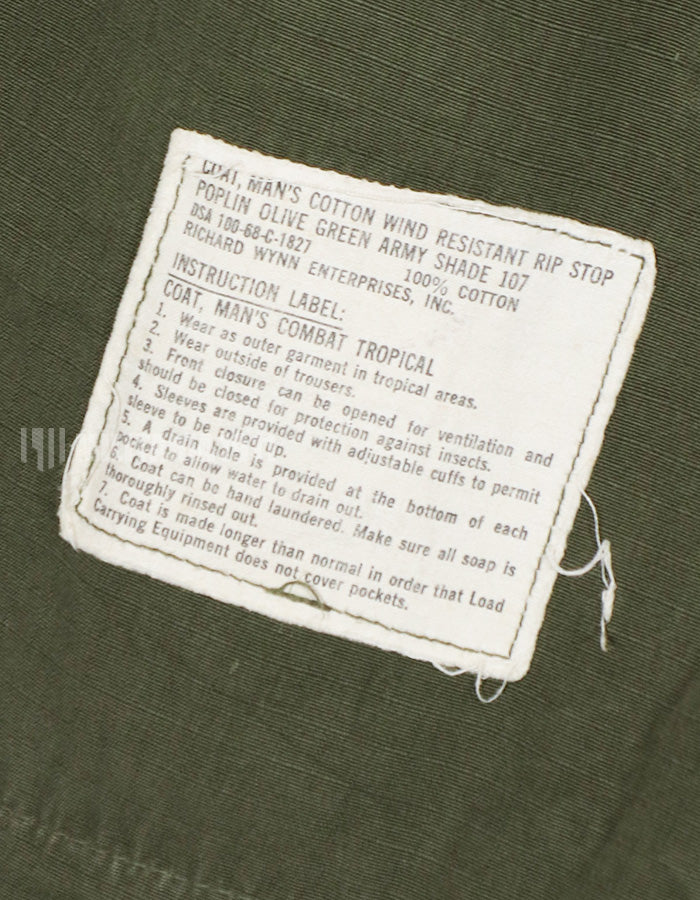 COAT, MAN'S COTTON WIND RESISTANT RIP STOP
POPLIN OLIVE GREEN ARMY SHADE 107
DSA 100-68-C-1827 100% COTTON
RICHARD WYNN ENTERPRISES, INC.
INSTRUCTION LABEL:
COAT, MAN'S COMBAT TROPICAL
1. Wear as outer garment in tropical areas.
2. Wear outside of trousers.
3. Front closure can be opened for ventilation and
should be closed for protection against insects.
4. Sleeves are provided with adjustable cuffs to permit
sleeve to be rolled up.
5. A drain hole is provided at the bottom of each
pocket to allow water to drain out.
6. Coat can be hand laundered. Make sure all soap is
thoroughly rinsed out.
7. Coat is made longer than normal in order that Load
Carrying Equipment does not cover pockets.